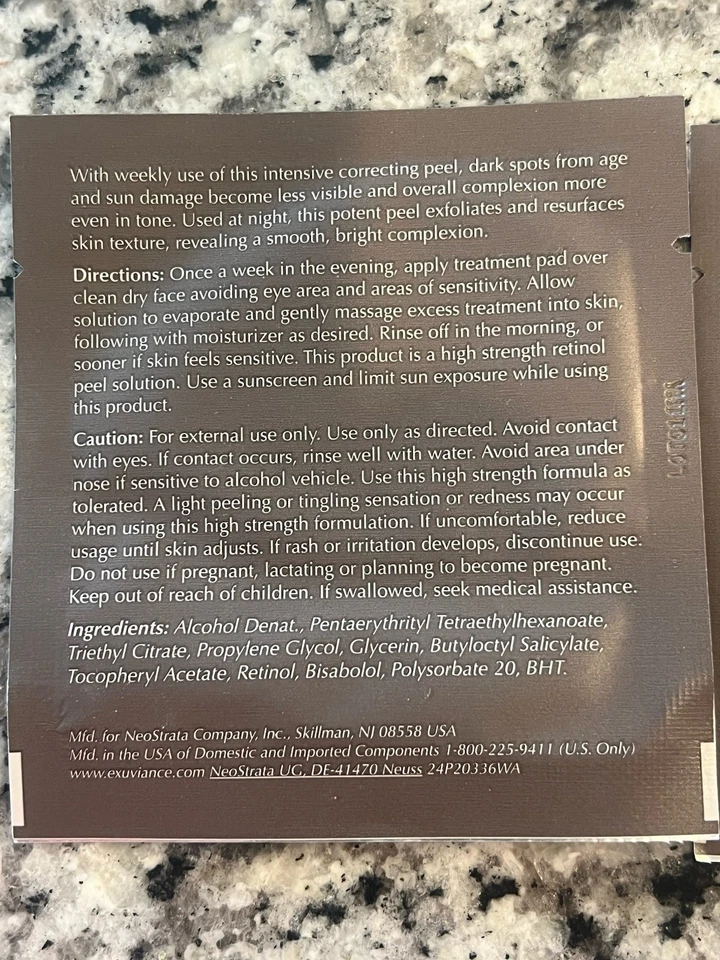 With weekly use of this intensive correcting peel, dark spots from age
and sun damage become less visible and overall complexion more
even in tone. Used at night, this potent peel exfoliates and resurfaces
skin texture, revealing a smooth, bright complexion.
Directions: Once a week in the evening, apply treatment pad over
clean dry face avoiding eye area and areas of sensitivity. Allow
solution to evaporate and gently massage excess treatment into skin,
following with moisturizer as desired. Rinse off in the morning, or
sooner if skin feels sensitive. This product is a high strength retinol
peel solution. Use a sunscreen and limit sun exposure while using
this product.
Caution: For external use only. Use only as directed. Avoid contact
with eyes. If contact occurs, rinse well with water. Avoid area under
nose if sensitive to alcohol vehicle. Use this high strength formula as
tolerated. A light peeling or tingling sensation or redness may occur
when using this high strength formulation. If uncomfortable, reduce
usage until skin adjusts. If rash or irritation develops, discontinue use.
Do not use if pregnant, lactating or planning to become pregnant.
Keep out of reach of children. If swallowed, seek medical assistance.
Ingredients: Alcohol Denat., Pentaerythrityl Tetraethylhexanoate,
Triethyl Citrate, Propylene Glycol, Glycerin, Butyloctyl Salicylate,
Tocopheryl Acetate, Retinol, Bisabolol, Polysorbate 20, BHT.
Mfd. for NeoStrata Company, Inc., Skillman, NJ 08558 USA
Mfd. in the USA of Domestic and Imported Components 1-800-225-9411 (U.S. Only)
www.exuviance.com NeoStrata UG, DE-41470 Neuss 24P20336WA